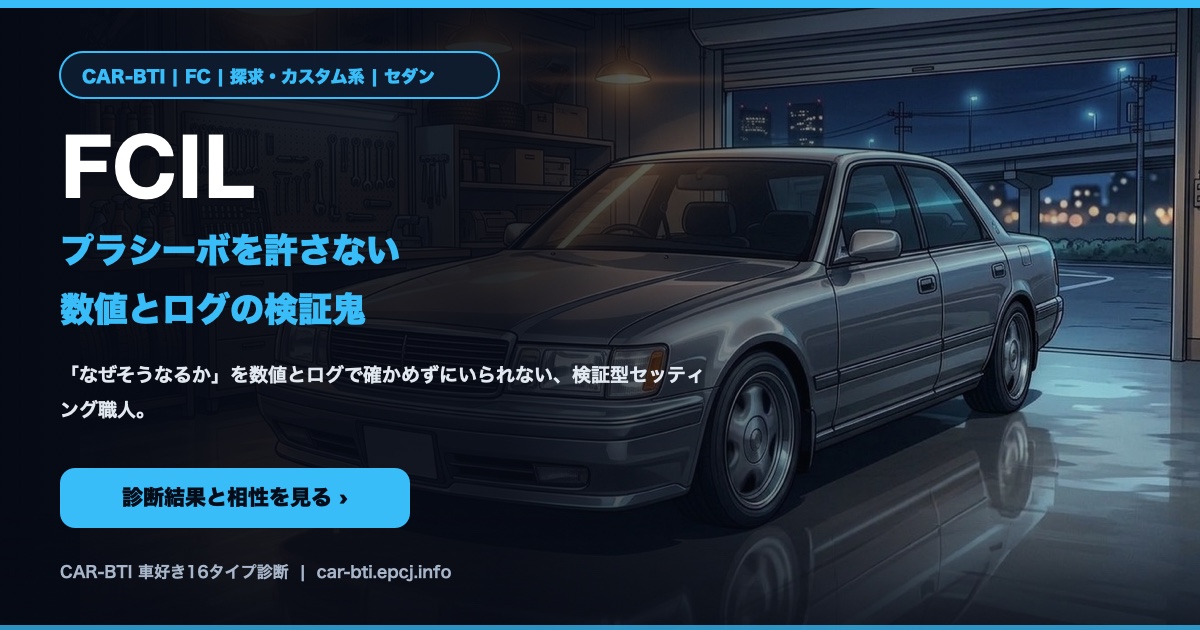 CAR-BTI | FC | 探求・カスタム系 | セダン
FCIL
プラシーボを許さない
数値とログの検証鬼
「なぜそうなるか」を数値とログで確かめずにいられない、検証型セッティ
ング職人。
診断結果と相性を見る ›
CAR-BTI 車好き16タイプ診断 | car-bti.epcj.info